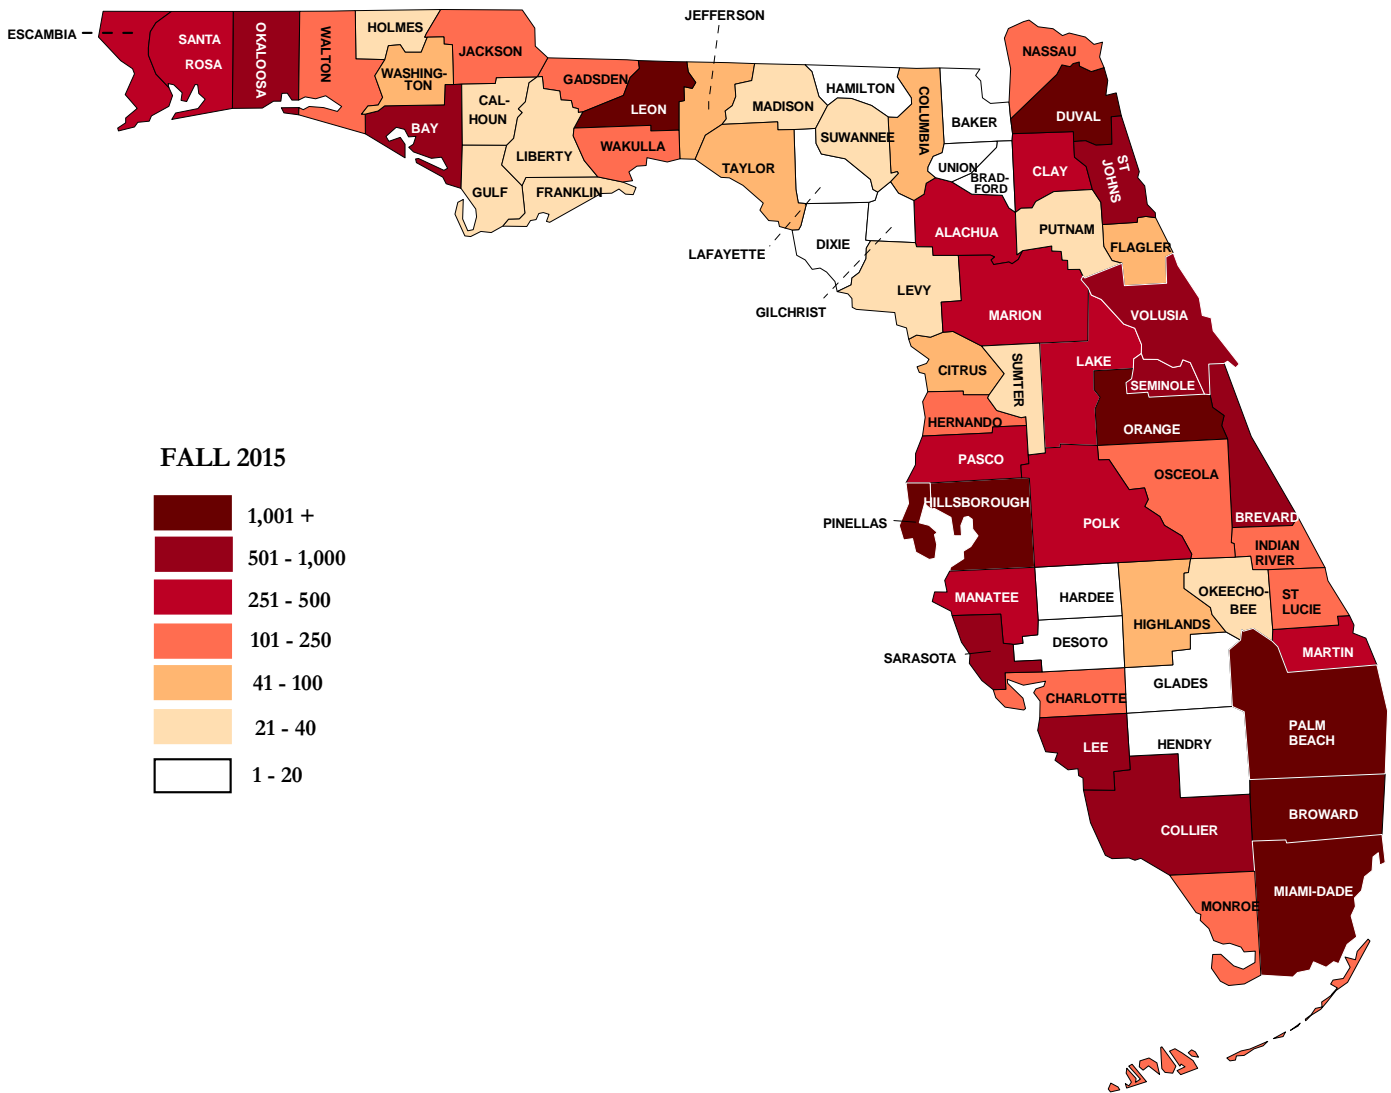 JEFFERSON
ESCAMBIA
SANTA
ROSA
OKALOOSA
WALTON
HOLMES
WASHING-
TON
JACKSON
BAY
CAL-
HOUN
GULF
LIBERTY
FRANKLIN
GADSDEN
LEON
WAKULLA
MADISON
TAYLOR
HAMILTON
SUWANNEE
COLUMBIA
BAKER
NASSAU
DUVAL
UNION
BRAD-
FORD
CLAY
ST
JOHNS
LAFAYETTE
DIXIE
GILCHRIST
ALACHUA
PUTNAM
FLAGLER
LEVY
MARION
VOLUSIA
CITRUS
SUMTER
LAKE
SEMINOLE
HERNANDO
ORANGE
PASCO
OSCEOLA
BREVARD
PINELLAS
HILLSBOROUGH
POLK
INDIAN
RIVER
MANATEE
HARDEE
HIGHLANDS
OKEECHO-
BEE
ST
LUCIE
SARASOTA
DESOTO
MARTIN
CHARLOTTE
GLADES
LEE
HENDRY
PALM
BEACH
COLLIER
BROWARD
MONROE
MIAMI-DADE
FALL 2015
1,001 +
501 - 1,000
251 - 500
101 - 250
41 - 100
21 - 40
1 - 20